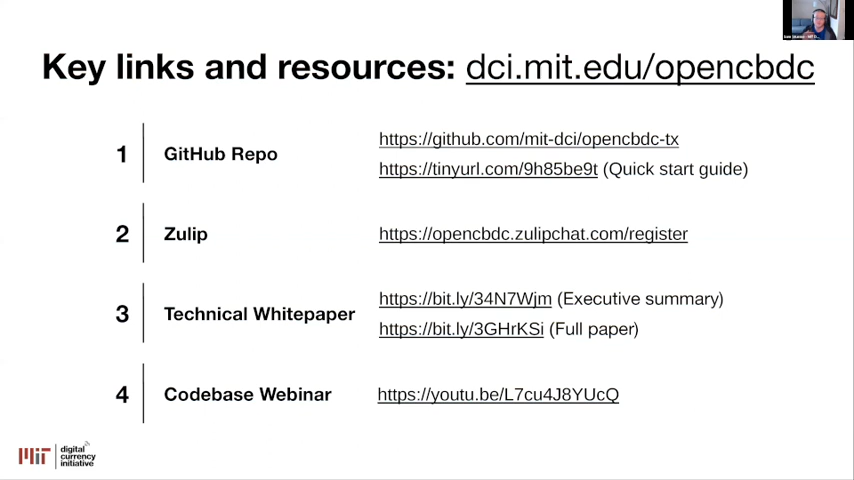 Key links and resources: dci.mit.edu/opencbdc
1
GitHub Repo
https://github.com/mit-dci/opencbdc-tx
https://tinyurl.com/9h85be9t (Quick start guide)
2
Zulip
https://opencbdc.zulipchat.com/register
3
Technical Whitepaper
https://bit.ly/34N7Wjm (Executive summary)
https://bit.ly/3GHrKSi (Full paper)
4
Codebase Webinar
https://youtu.be/L7cu4J8YUcQ
MIT
digital
currency
initiative